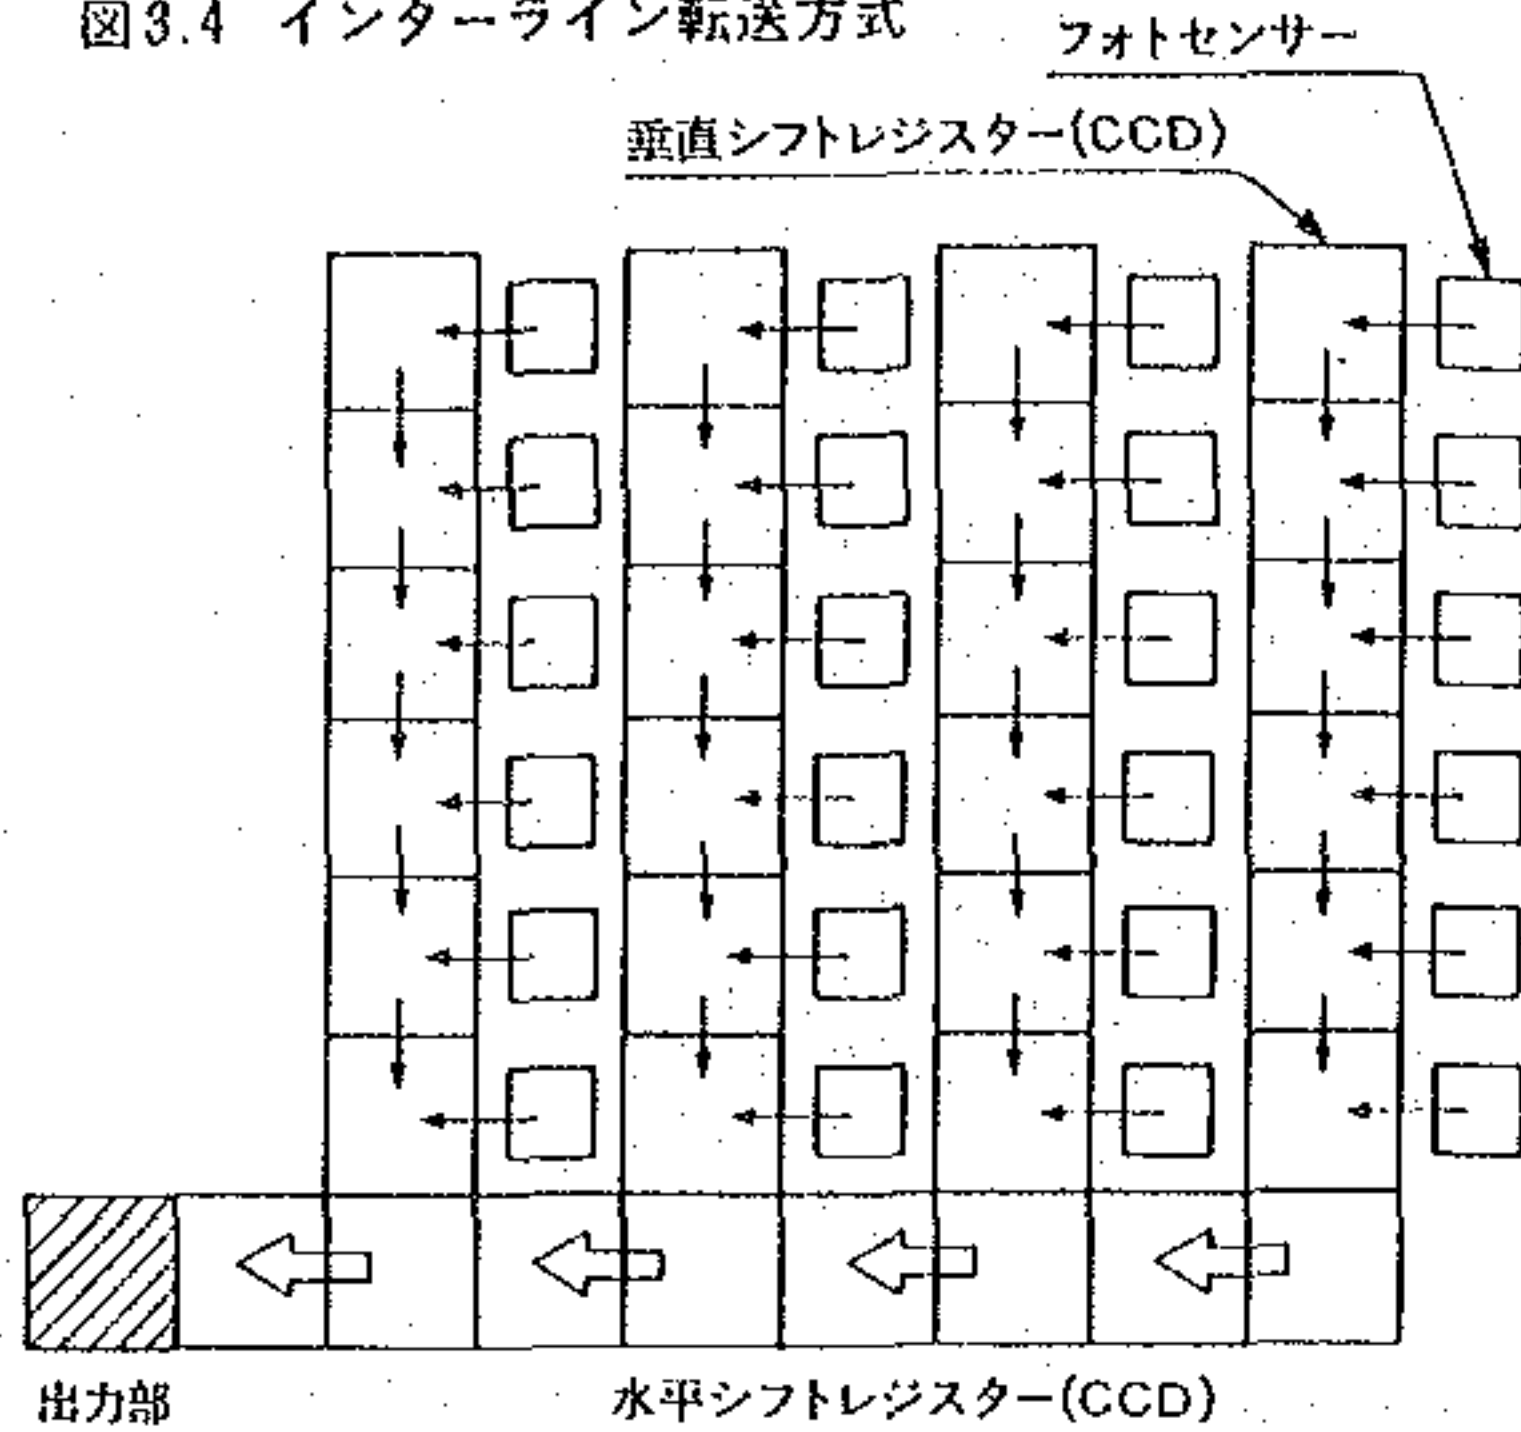 図3.4 インターライン転送方式
フォトセンサー
垂直シフトレジスター(CCD)
出力部
水平シフトレジスター(CCD)